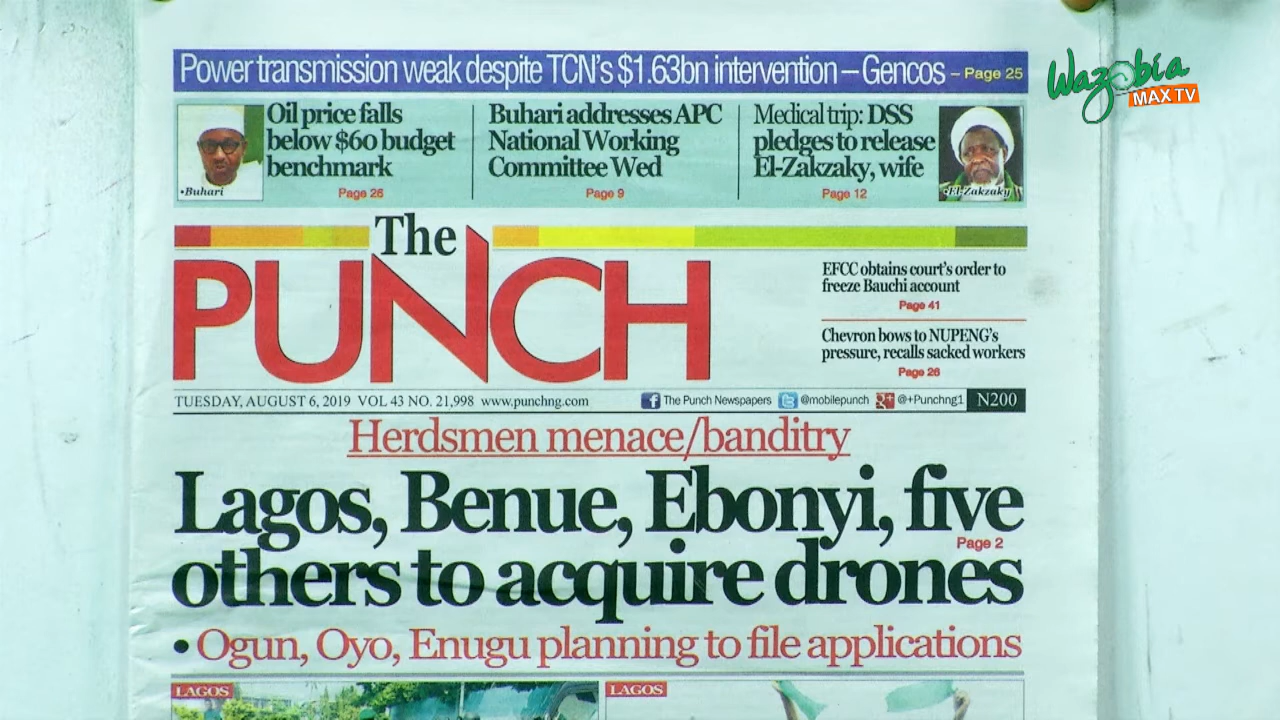 Power transmission weak despite TCN's $1.63bn intervention – Gencos – Page 25
Wazobia
MAX TV
•Buhari
Oil price falls
below $60 budget
benchmark
Page 26
Buhari addresses APC
National Working
Committee Wed
Page 9
Medical trip: DSS
pledges to release
El-Zakzaky, wife
Page 12
•El-Zakzaky
The
PUNCH
EFCC obtains court's order to
freeze Bauchi account
Page 41
Chevron bows to NUPENG's
pressure, recalls sacked workers
Page 26
TUESDAY, AUGUST 6, 2019 VOL 43 NO. 21,998 www.punchng.com The Punch Newspapers @mobilepunch @+Punchng1 N200
Herdsmen menace/banditry
Lagos, Benue, Ebonyi, five
Page 2
others to acquire drones
• Ogun, Oyo, Enugu planning to file applications
LAGOS
LAGOS